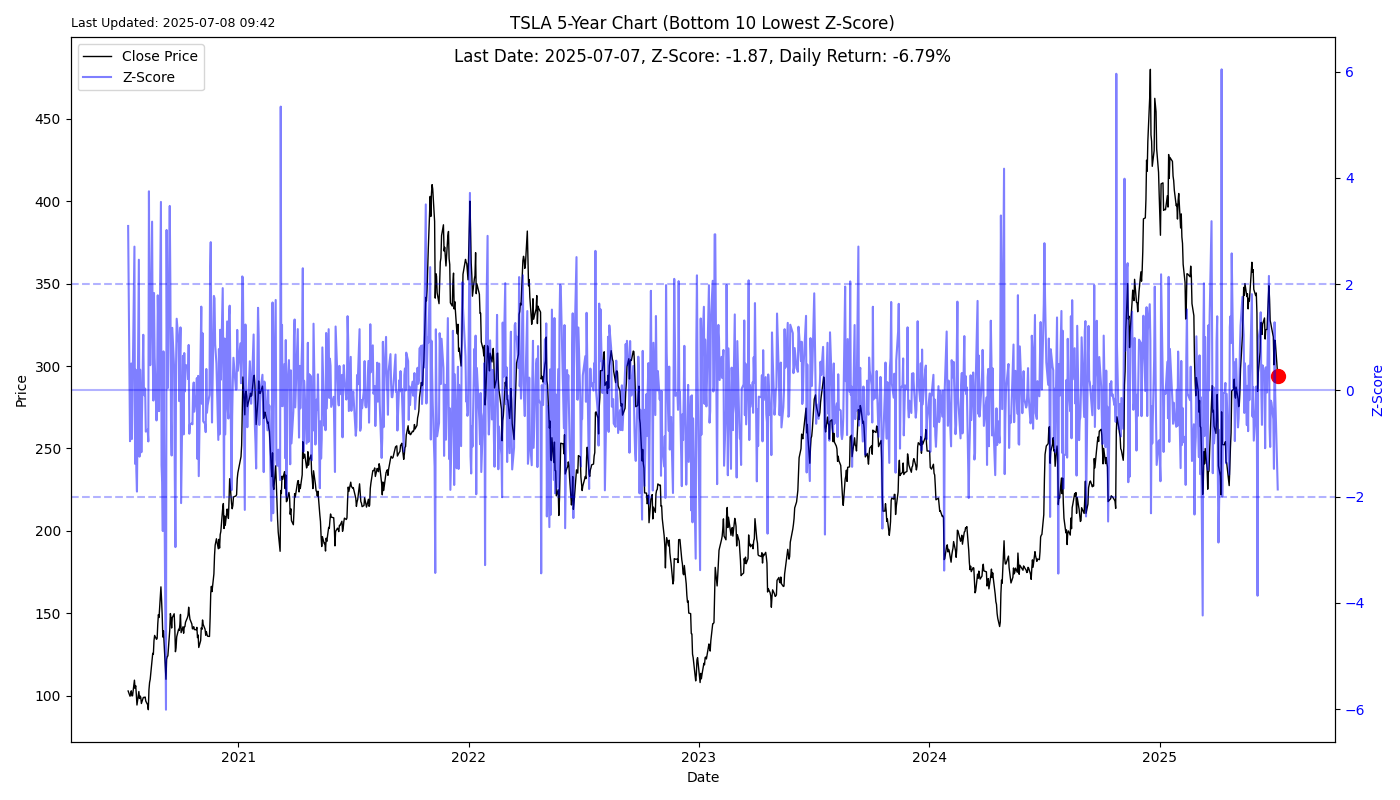 Last Updated: 2025-07-08 09:42
TSLA 5-Year Chart (Bottom 10 Lowest Z-Score)
Last Date: 2025-07-07, Z-Score: -1.87, Daily Return: -6.79%
Close Price
Z-Score
Price
450
400
350
300
250
200
150
100
6
4
2
0
−2
−4
−6
Z-Score
2021
2022
2023
2024
2025
Date